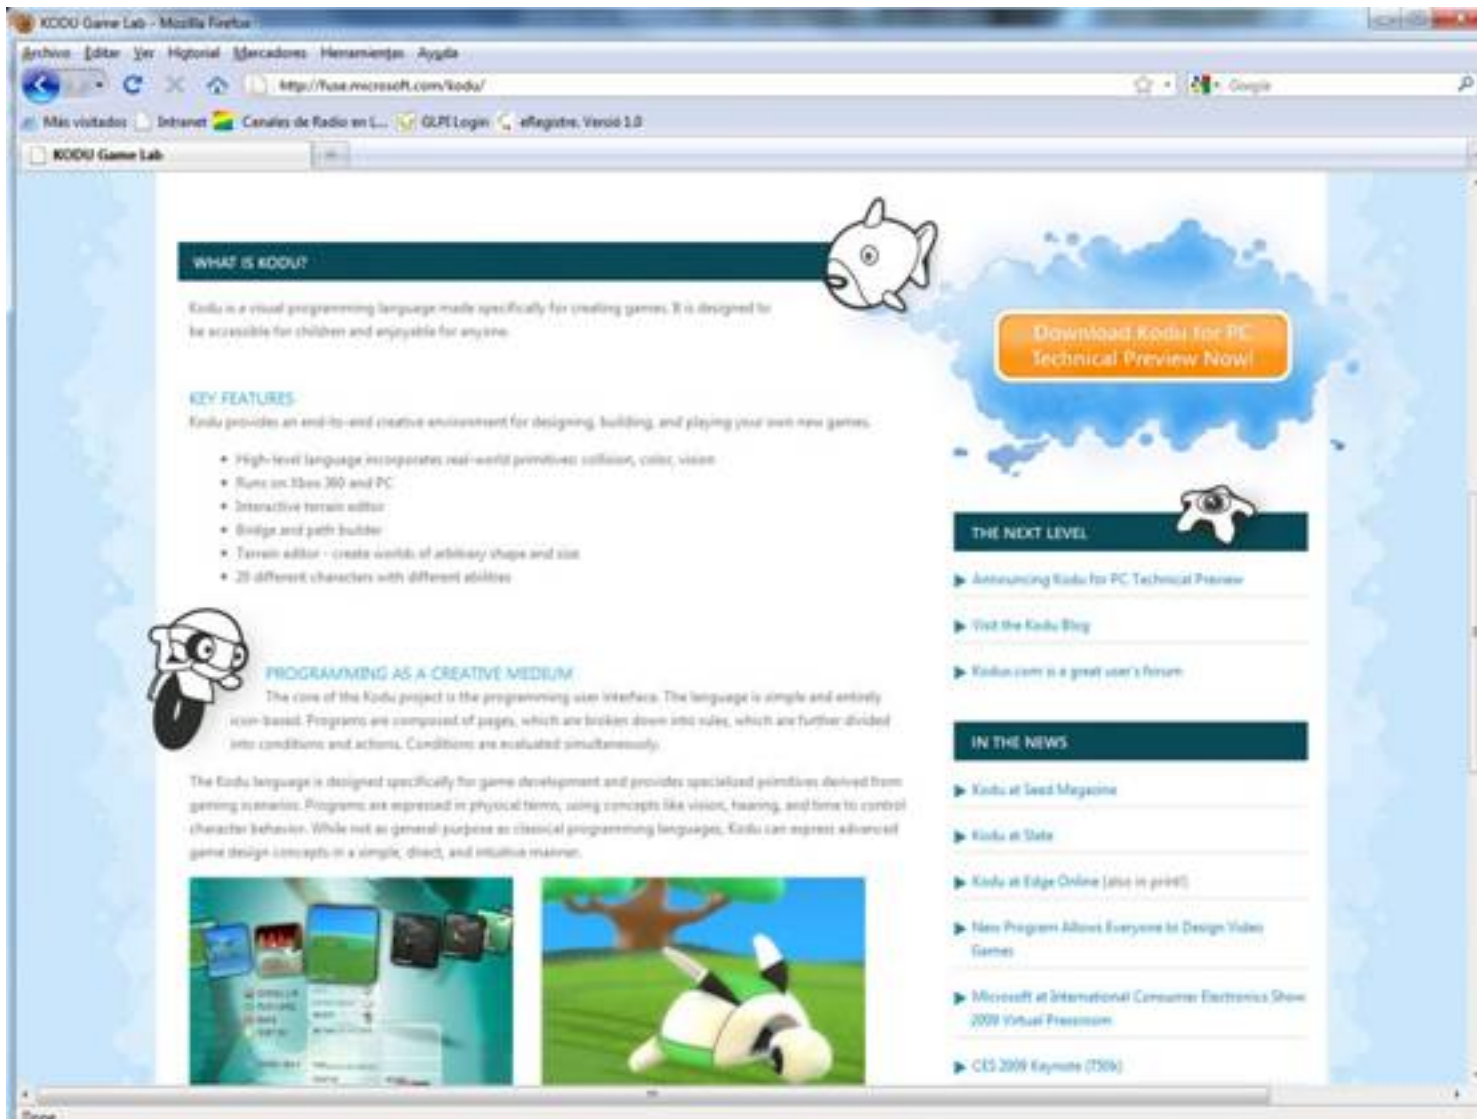 KODU Game Lab - Mozilla Firefox
Archivo Editar Ver Historial Marcadores Herramientas Ayuda
http://fuse.microsoft.com/kodu/
Google
Más visitados Intranet Canales de Radio en L... GLPI Login eRegistre, Versió 1.0
KODU Game Lab
WHAT IS KODU?
Kodu is a visual programming language made specifically for creating games. It is designed to
be accessible for children and enjoyable for anyone.
KEY FEATURES
Kodu provides an end-to-end creative environment for designing, building, and playing your own new games.
• High-level language incorporates real-world primitives: collision, color, vision
• Runs on Xbox 360 and PC
• Interactive terrain editor
• Bridge and path builder
• Terrain editor - create worlds of arbitrary shape and size
• 20 different characters with different abilities
PROGRAMMING AS A CREATIVE MEDIUM
The core of the Kodu project is the programming user interface. The language is simple and entirely
icon-based. Programs are composed of pages, which are broken down into rules, which are further divided
into conditions and actions. Conditions are evaluated simultaneously.
The Kodu language is designed specifically for game development and provides specialized primitives derived from
gaming scenarios. Programs are expressed in physical terms, using concepts like vision, hearing, and time to control
character behavior. While not as general-purpose as classical programming languages, Kodu can express advanced
game design concepts in a simple, direct, and intuitive manner.
Download Kodu for PC
Technical Preview Now!
THE NEXT LEVEL
Announcing Kodu for PC Technical Preview
Visit the Kodu Blog
Kodux.com is a great user's forum
IN THE NEWS
Kodu at Seed Magazine
Kodu at Slate
Kodu at Edge Online (also in print!)
New Program Allows Everyone to Design Video
Games
Microsoft at International Consumer Electronics Show
2009 Virtual Pressroom
CES 2009 Keynote (750k)
Done